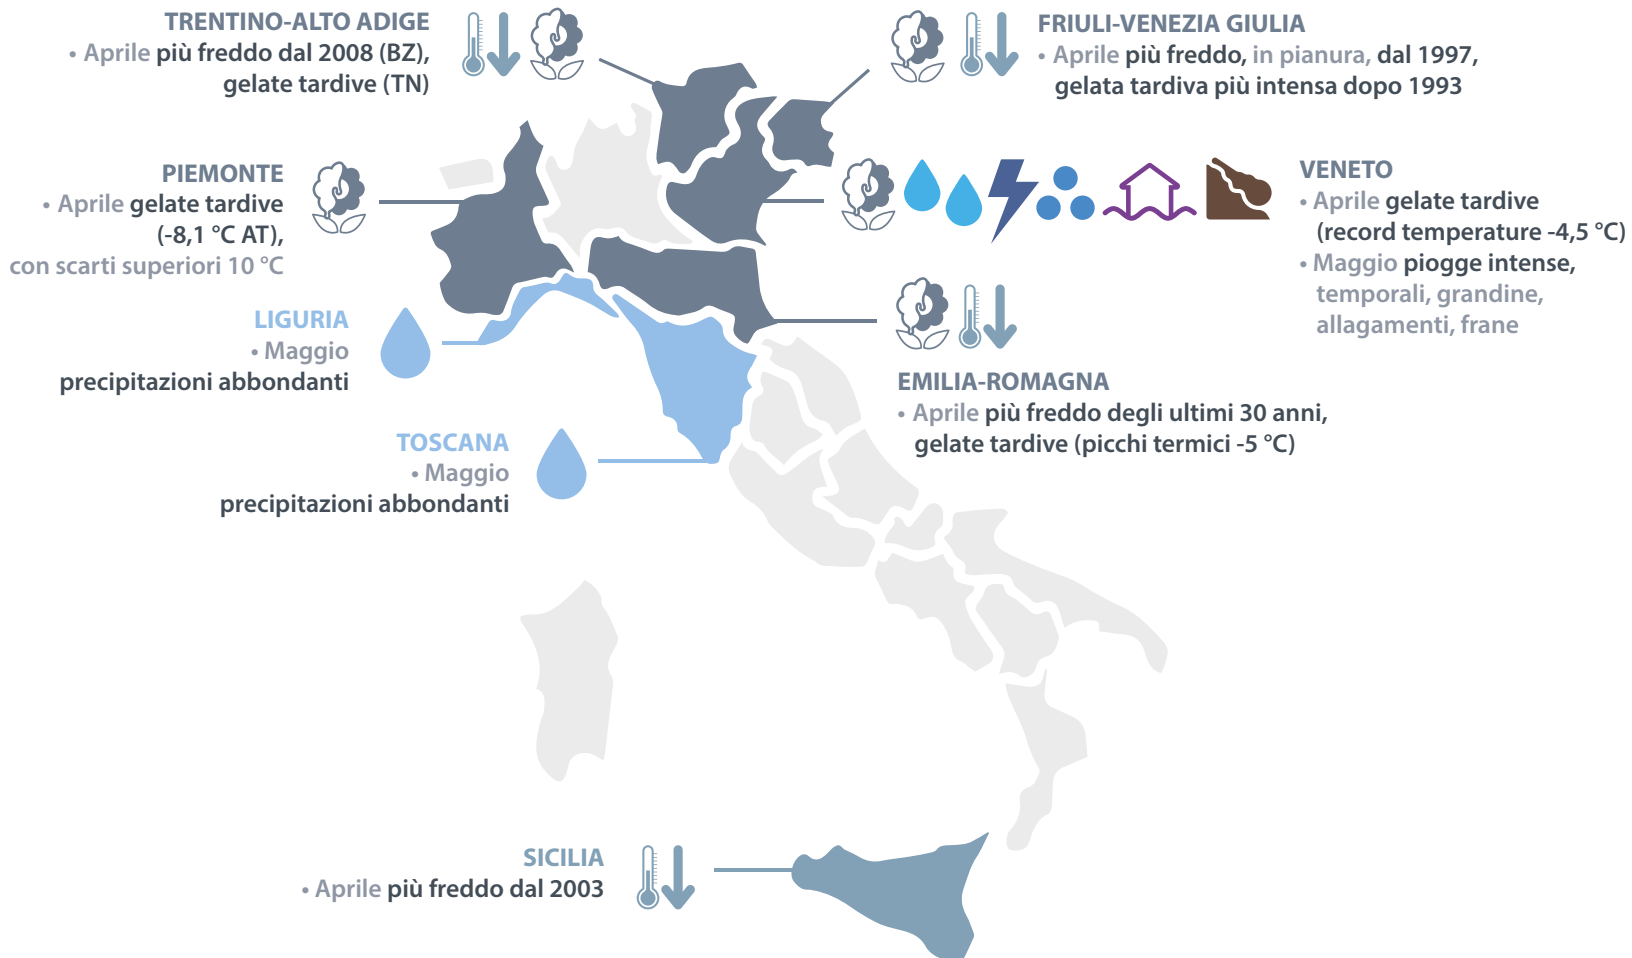 TRENTINO-ALTO ADIGE
• Aprile più freddo dal 2008 (BZ),
gelate tardive (TN)
FRIULI-VENEZIA GIULIA
• Aprile più freddo, in pianura, dal 1997,
gelata tardiva più intensa dopo 1993
PIEMONTE
• Aprile gelate tardive
(-8,1 °C AT),
con scarti superiori 10 °C
VENETO
• Aprile gelate tardive
(record temperature -4,5 °C)
• Maggio piogge intense,
temporali, grandine,
allagamenti, frane
LIGURIA
• Maggio
precipitazioni abbondanti
EMILIA-ROMAGNA
• Aprile più freddo degli ultimi 30 anni,
gelate tardive (picchi termici -5 °C)
TOSCANA
• Maggio
precipitazioni abbondanti
SICILIA
• Aprile più freddo dal 2003